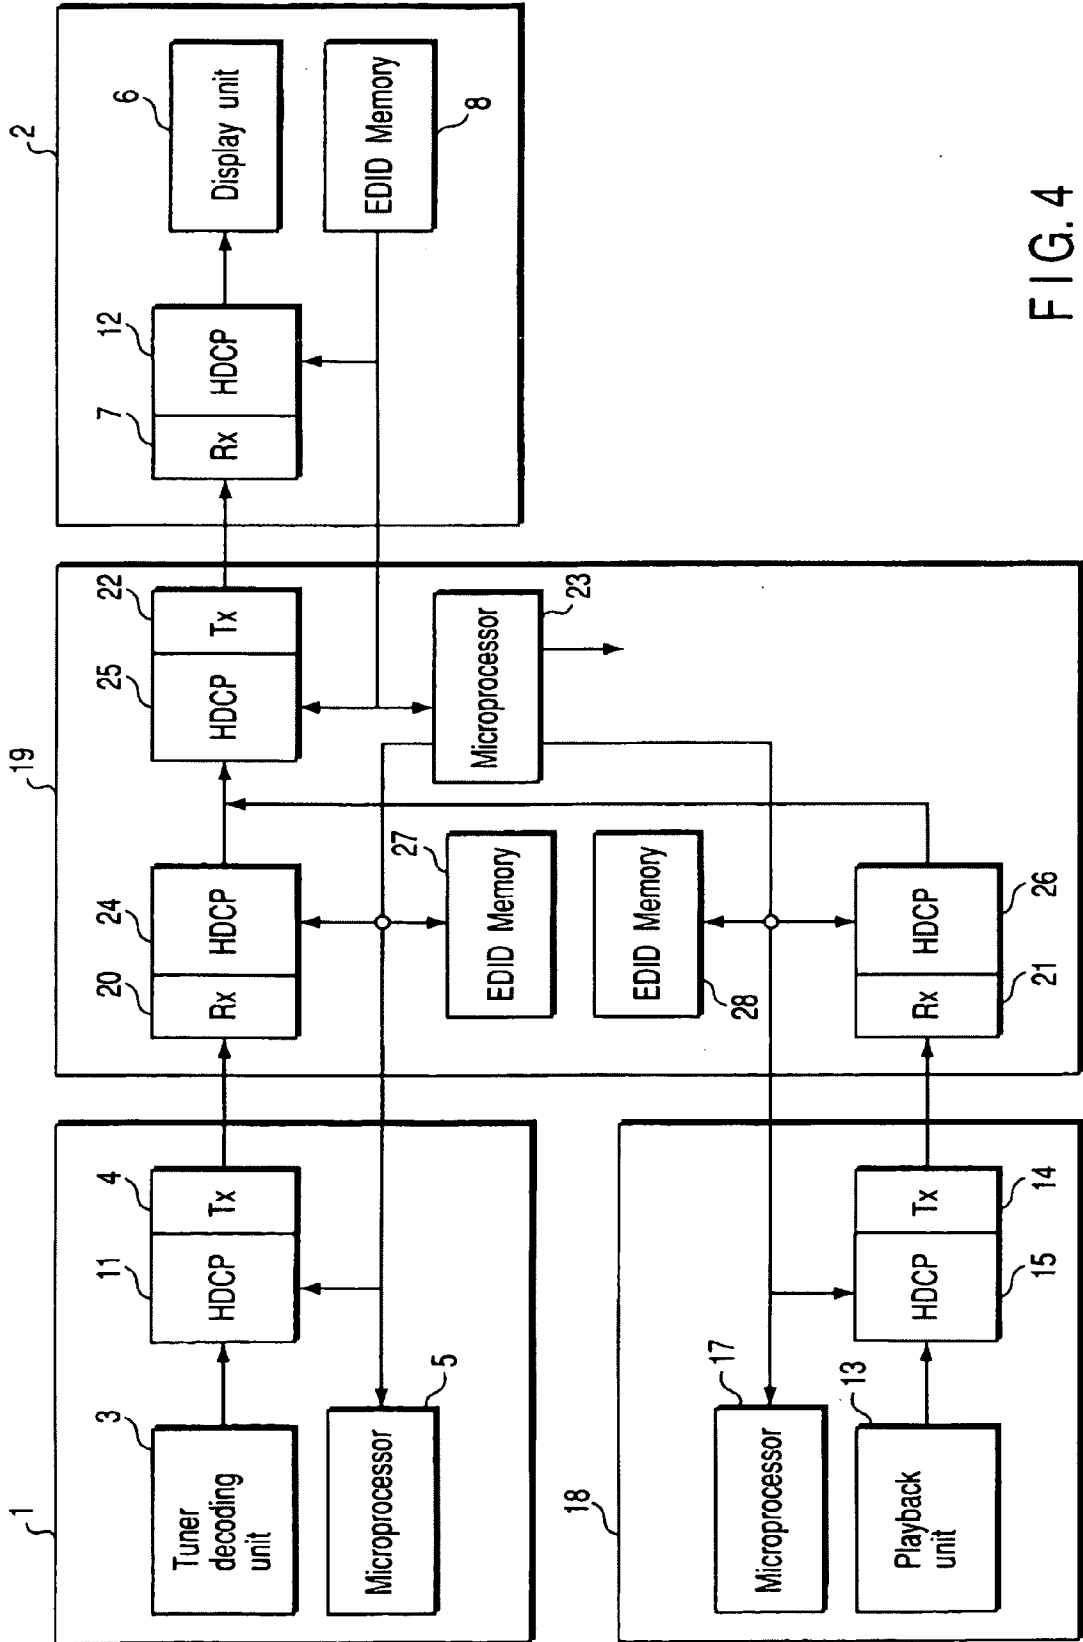 1
3
Tuner
decoding
unit
11
HDCP
4
Tx
Microprocessor
5
19
20
Rx
24
HDCP
25
HDCP
22
Tx
27
EDID Memory
Microprocessor
23
EDID Memory
28
Rx
21
HDCP
26
2
7
Rx
12
HDCP
6
Display unit
EDID Memory
8
18
Microprocessor
17
13
Playback
unit
HDCP
15
Tx
14
FIG. 4